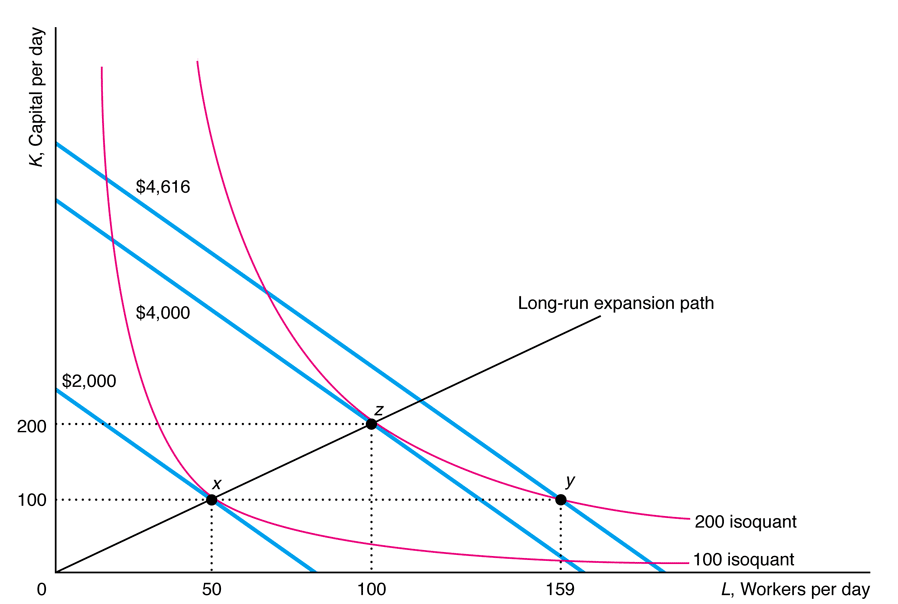 K, Capital per day
$4,616
$4,000
Long-run expansion path
$2,000
z
200
x
y
100
200 isoquant
100 isoquant
0
50
100
159
L, Workers per day